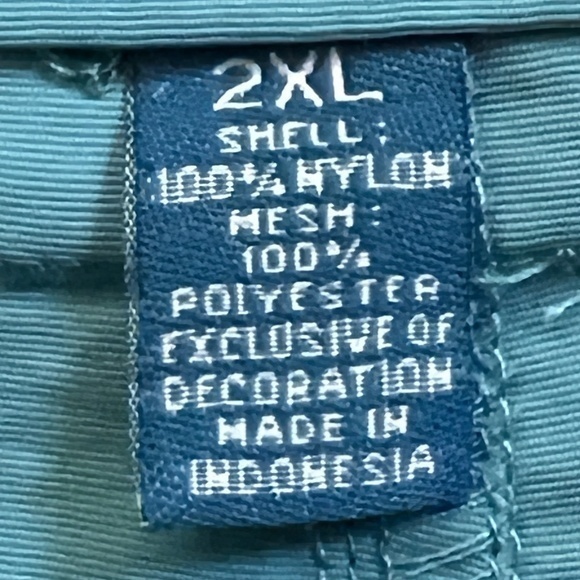 2XL
SHELL:
100% NYLON
MESH:
100%
POLYESTER
EXCLUSIVE OF
DECORATION
MADE IN
INDONESIA